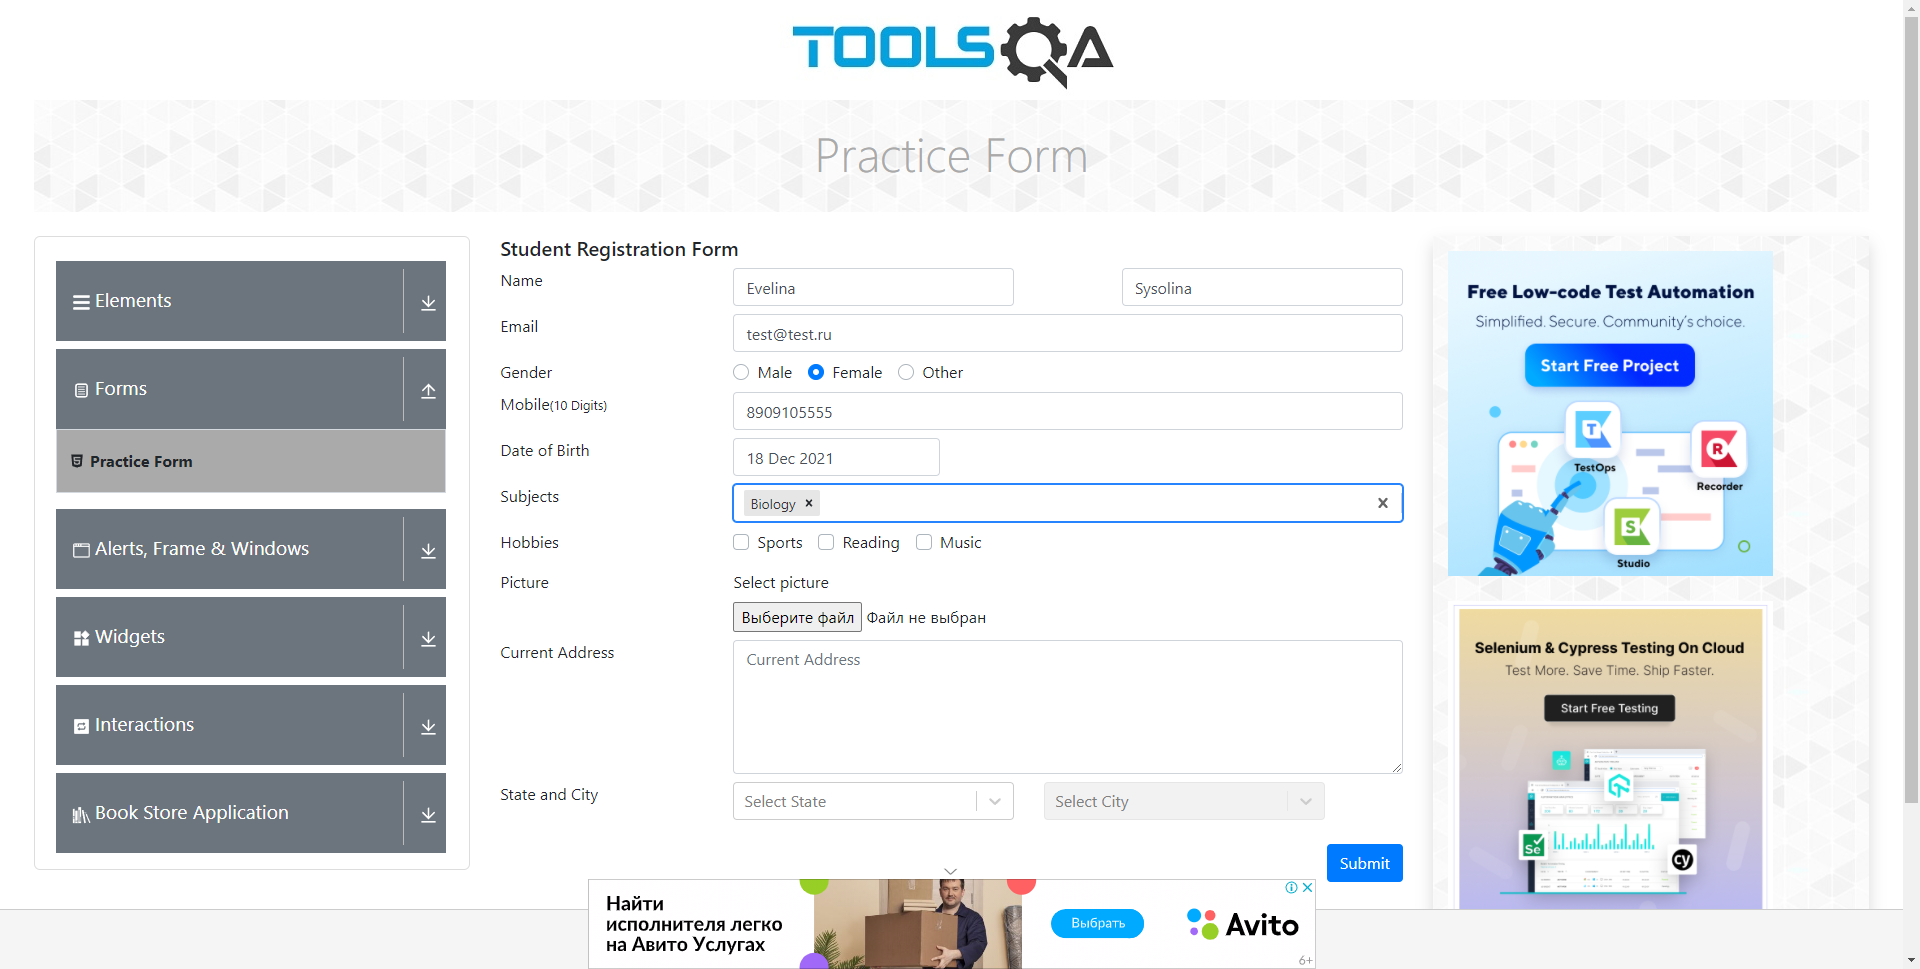 TOOLSQA
Practice Form
Elements
Forms
Practice Form
Alerts, Frame & Windows
Widgets
Interactions
Book Store Application
Student Registration Form
Name
Evelina
Sysolina
Email
test@test.ru
Gender
Male
Female
Other
Mobile(10 Digits)
8909105555
Date of Birth
18 Dec 2021
Subjects
Biology
Hobbies
Sports
Reading
Music
Picture
Select picture
Выберите файл Файл не выбран
Current Address
Current Address
State and City
Select State
Select City
Submit
Free Low-code Test Automation
Simplified. Secure. Community's choice.
Start Free Project
T
TestOps
R
Recorder
S
Studio
Selenium & Cypress Testing On Cloud
Test More. Save Time. Ship Faster.
Start Free Testing
Se
cy
Найти
исполнителя легко
на Авито Услугах
Выбрать
Avito
6+